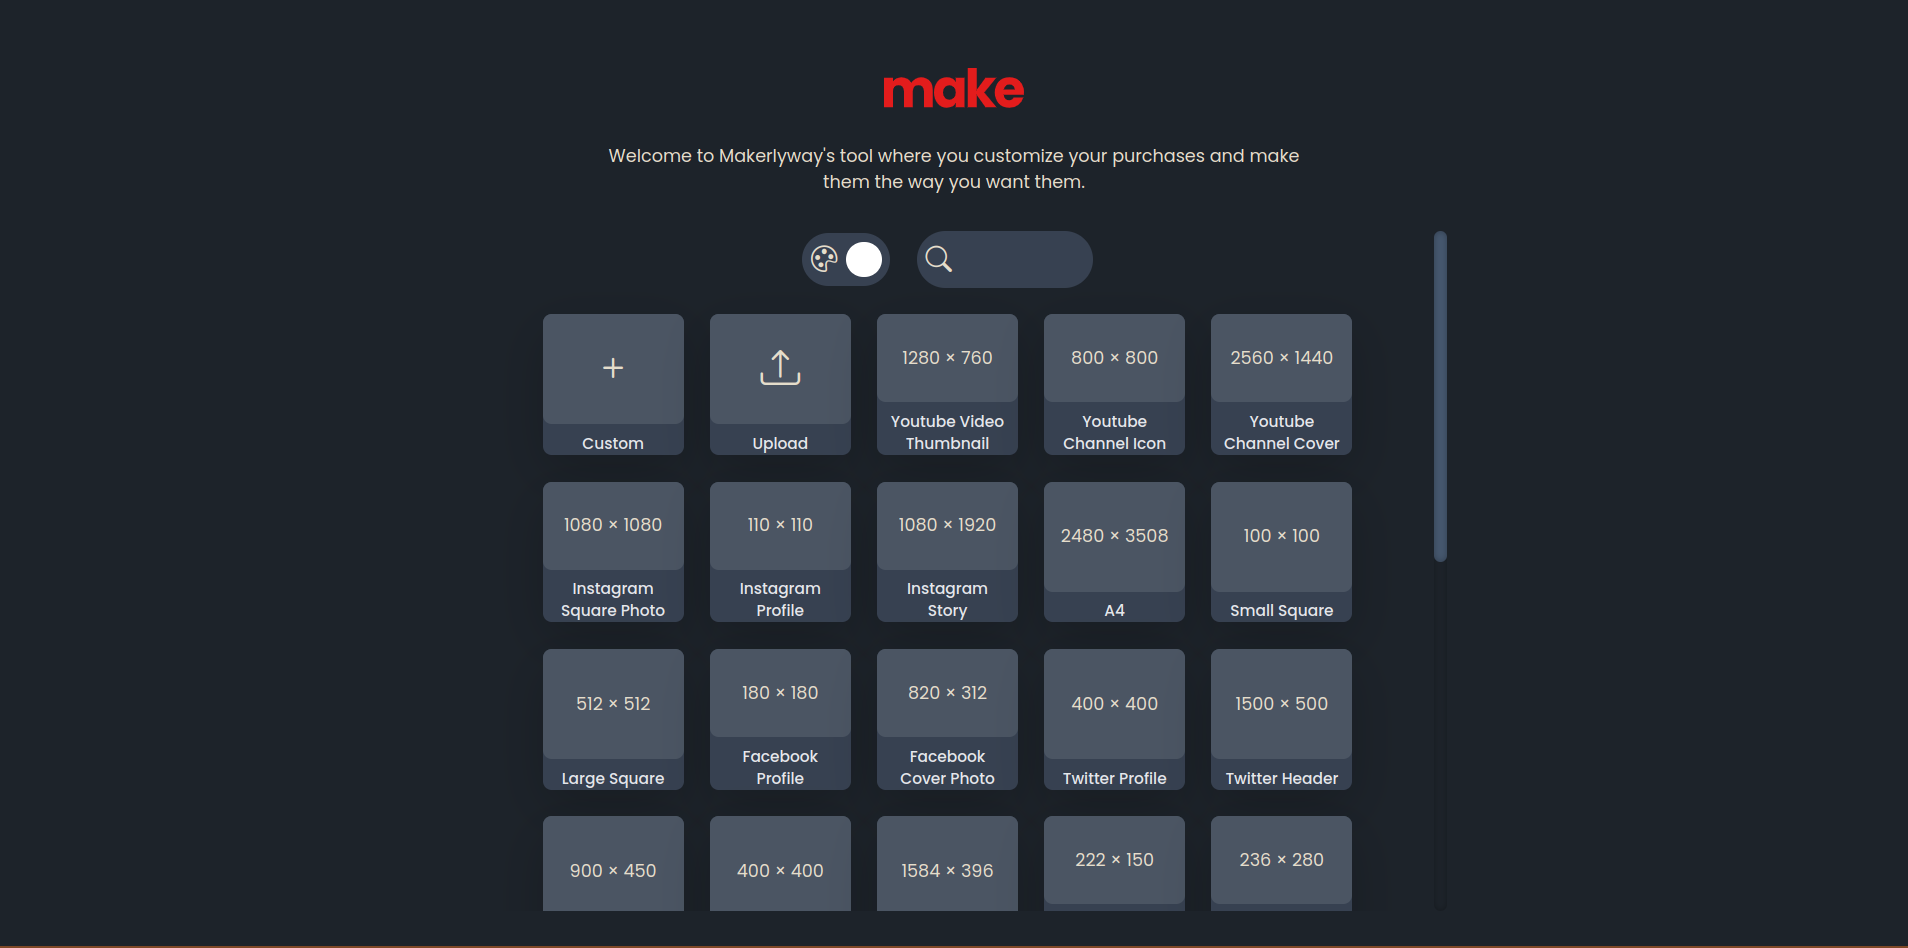 make
Welcome to Makerlyway's tool where you customize your purchases and make
them the way you want them.
Custom
Upload
1280 × 760
Youtube Video
Thumbnail
800 × 800
Youtube
Channel Icon
2560 × 1440
Youtube
Channel Cover
1080 × 1080
Instagram
Square Photo
110 × 110
Instagram
Profile
1080 × 1920
Instagram
Story
2480 × 3508
A4
100 × 100
Small Square
512 × 512
Large Square
180 × 180
Facebook
Profile
820 × 312
Facebook
Cover Photo
400 × 400
Twitter Profile
1500 × 500
Twitter Header
900 × 450
400 × 400
1584 × 396
222 × 150
236 × 280